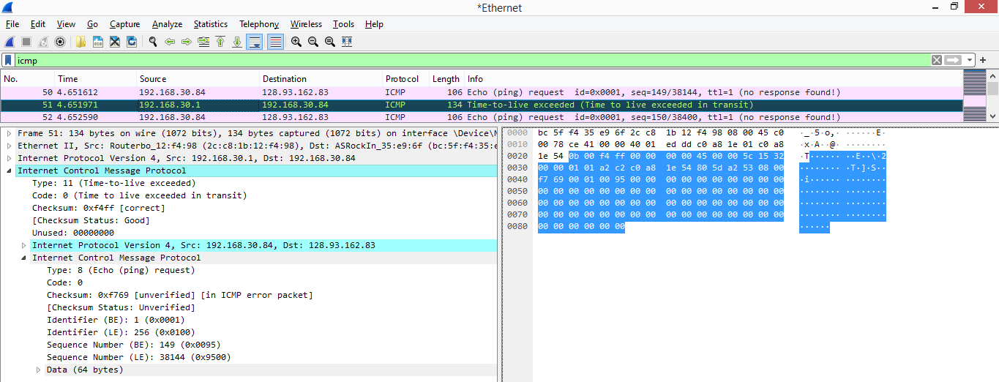 *Ethernet
File Edit View Go Capture Analyze Statistics Telephony Wireless Tools Help
icmp
No. Time Source Destination Protocol Length Info
50 4.651612 192.168.30.84 128.93.162.83 ICMP 106 Echo (ping) request id=0x0001, seq=149/38144, ttl=1 (no response found!)
51 4.651971 192.168.30.1 192.168.30.84 ICMP 134 Time-to-live exceeded (Time to live exceeded in transit)
52 4.652590 192.168.30.84 128.93.162.83 ICMP 106 Echo (ping) request id=0x0001, seq=150/38400, ttl=1 (no response found!)
Frame 51: 134 bytes on wire (1072 bits), 134 bytes captured (1072 bits) on interface \Device\
Ethernet II, Src: Routerbo_12:f4:98 (2c:c8:1b:12:f4:98), Dst: ASRockIn_35:e9:6f (bc:5f:f4:35:e
Internet Protocol Version 4, Src: 192.168.30.1, Dst: 192.168.30.84
Internet Control Message Protocol
Type: 11 (Time-to-live exceeded)
Code: 0 (Time to live exceeded in transit)
Checksum: 0xf4ff [correct]
[Checksum Status: Good]
Unused: 00000000
Internet Protocol Version 4, Src: 192.168.30.84, Dst: 128.93.162.83
Internet Control Message Protocol
Type: 8 (Echo (ping) request)
Code: 0
Checksum: 0xf769 [unverified] [in ICMP error packet]
[Checksum Status: Unverified]
Identifier (BE): 1 (0x0001)
Identifier (LE): 256 (0x0100)
Sequence Number (BE): 149 (0x0095)
Sequence Number (LE): 38144 (0x9500)
Data (64 bytes)
0000 bc 5f f4 35 e9 6f 2c c8 1b 12 f4 98 08 00 45 c0 ·_·5·o,· ······E·
0010 00 78 ce 41 00 00 40 01 ed dd c0 a8 1e 01 c0 a8 ·x·A··@· ········
0020 1e 54 0b 00 f4 ff 00 00 00 00 45 00 00 5c 15 32 ·T······ ··E··\·2
0030 00 00 01 01 a2 c2 c0 a8 1e 54 80 5d a2 53 08 00 ········ ·T·]·S··
0040 f7 69 00 01 00 95 00 00 00 00 00 00 00 00 00 00 ·i······ ········
0050 00 00 00 00 00 00 00 00 00 00 00 00 00 00 00 00 ········ ········
0060 00 00 00 00 00 00 00 00 00 00 00 00 00 00 00 00 ········ ········
0070 00 00 00 00 00 00 00 00 00 00 00 00 00 00 00 00 ········ ········
0080 00 00 00 00 00 00 ······